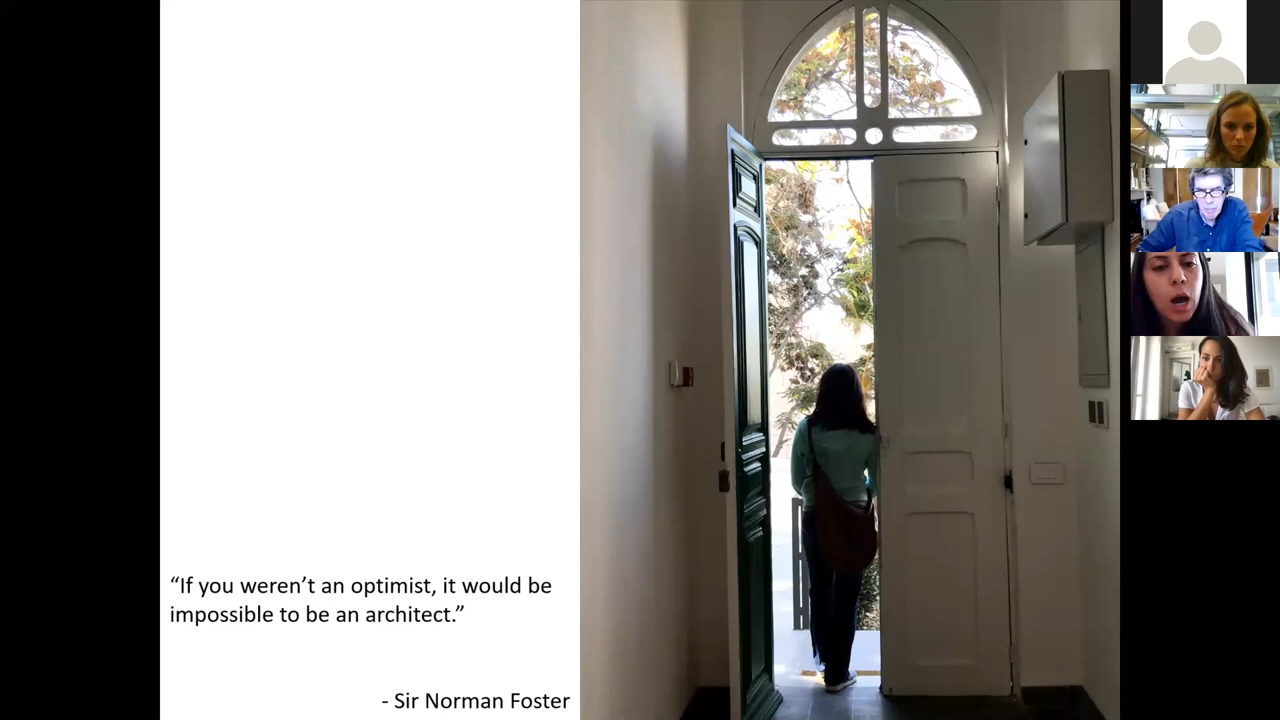 “If you weren’t an optimist, it would be
impossible to be an architect.”
- Sir Norman Foster